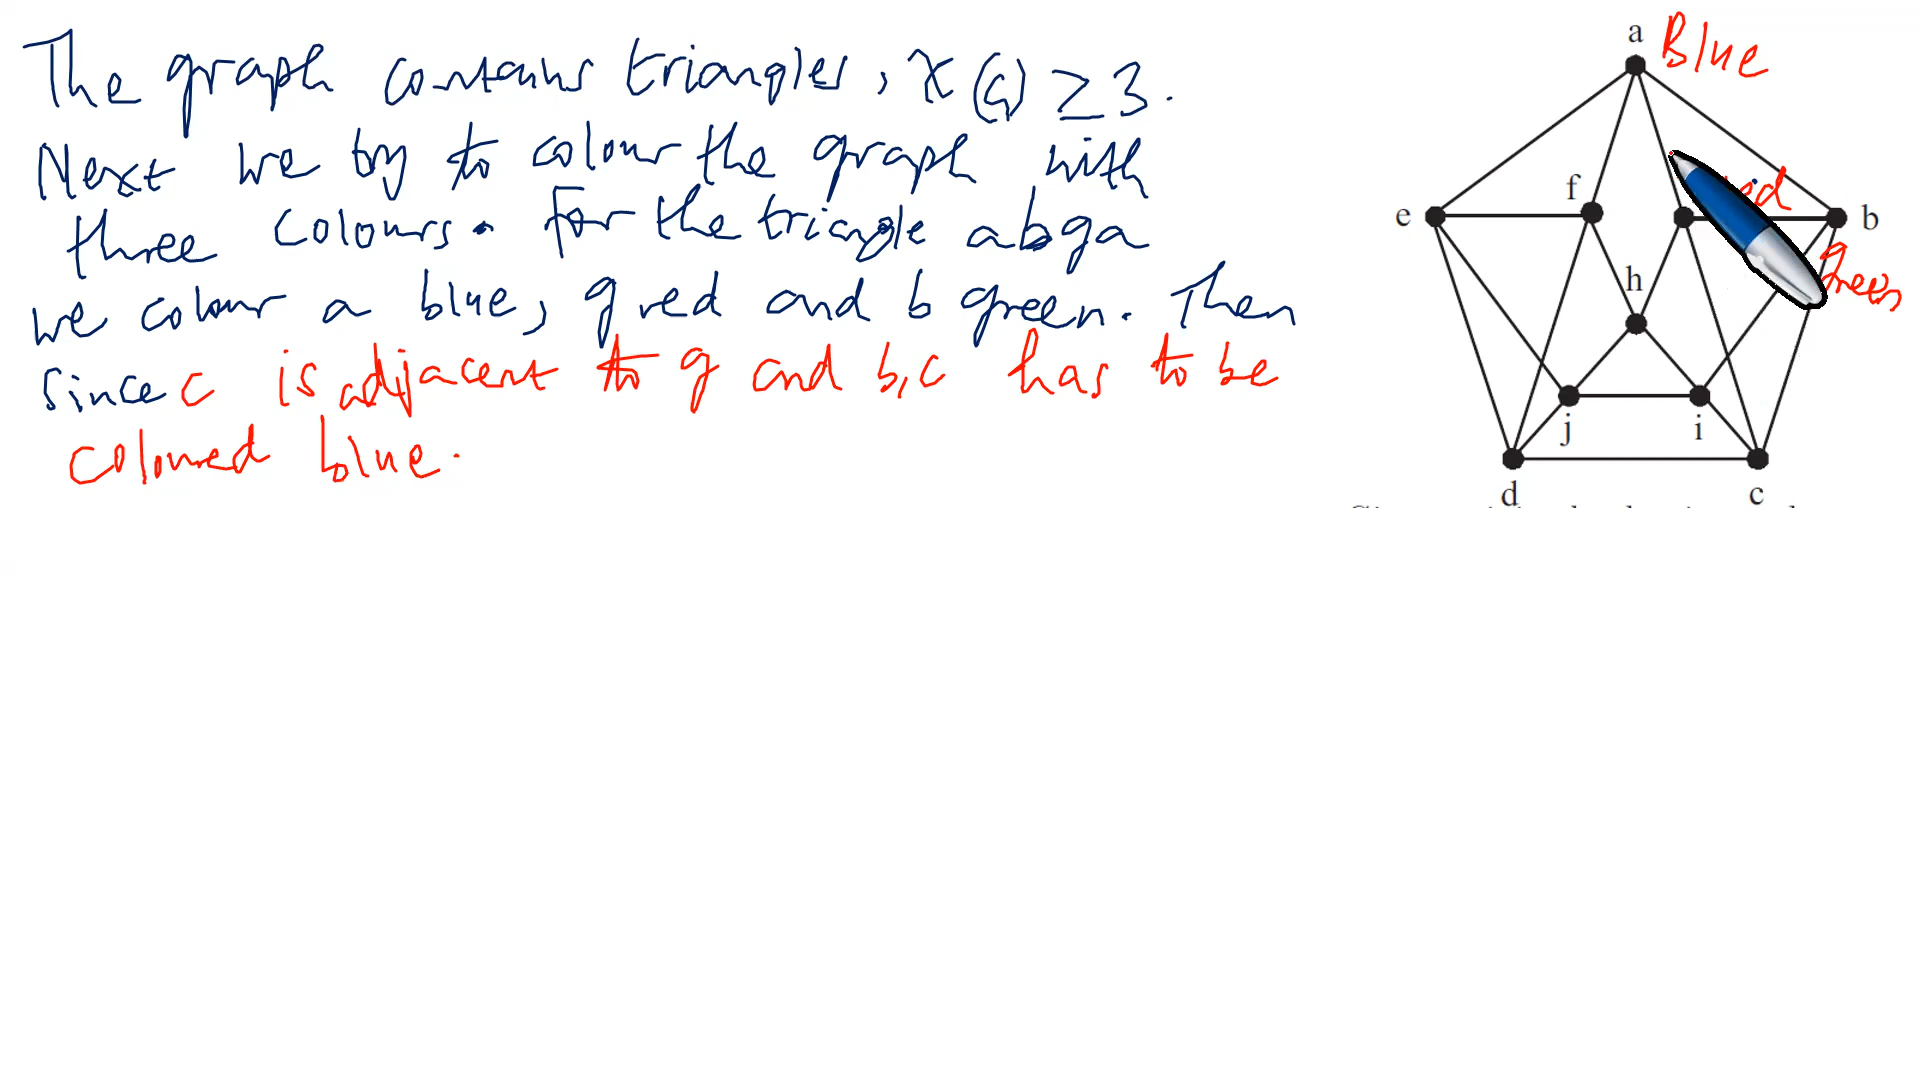 The graph contains triangles, χ(G) ≥ 3.
Next we try to colour the graph with
three colours. For the triangle abga
we colour a blue, g red and b green. Then
since c is adjacent to g and b, c has to be
coloured blue.
a Blue
f
e
b
green
h
j
i
d
c